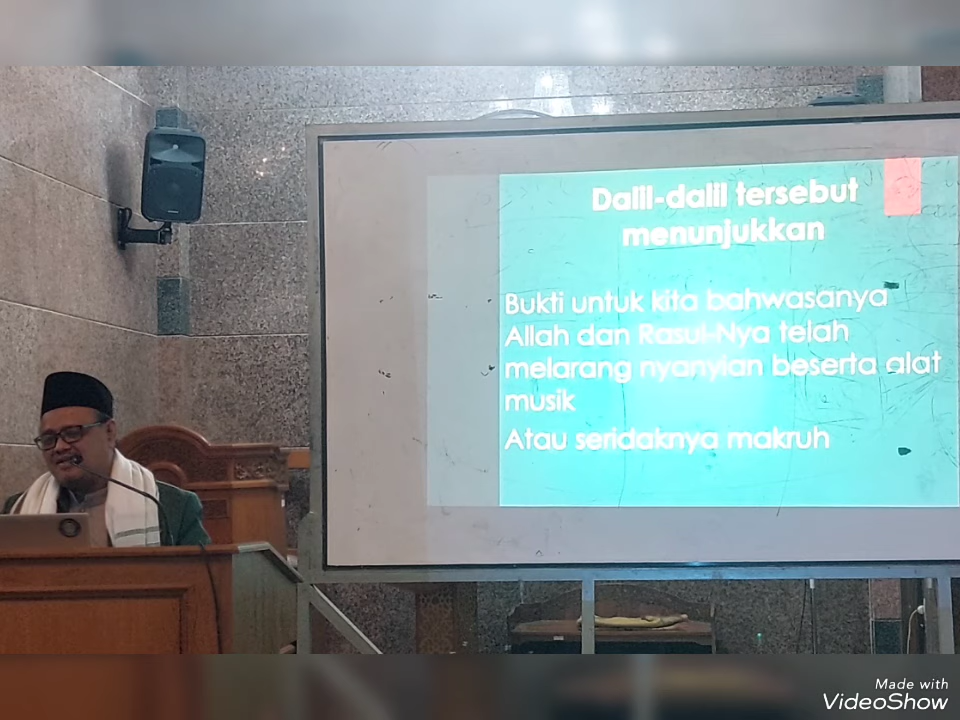 Dalil-dalil tersebut
menunjukkan
Bukti untuk kita bahwasanya
Allah dan Rasul-Nya telah
melarang nyanyian beserta alat
musik
Atau seridaknya makruh
Made with
VideoShow